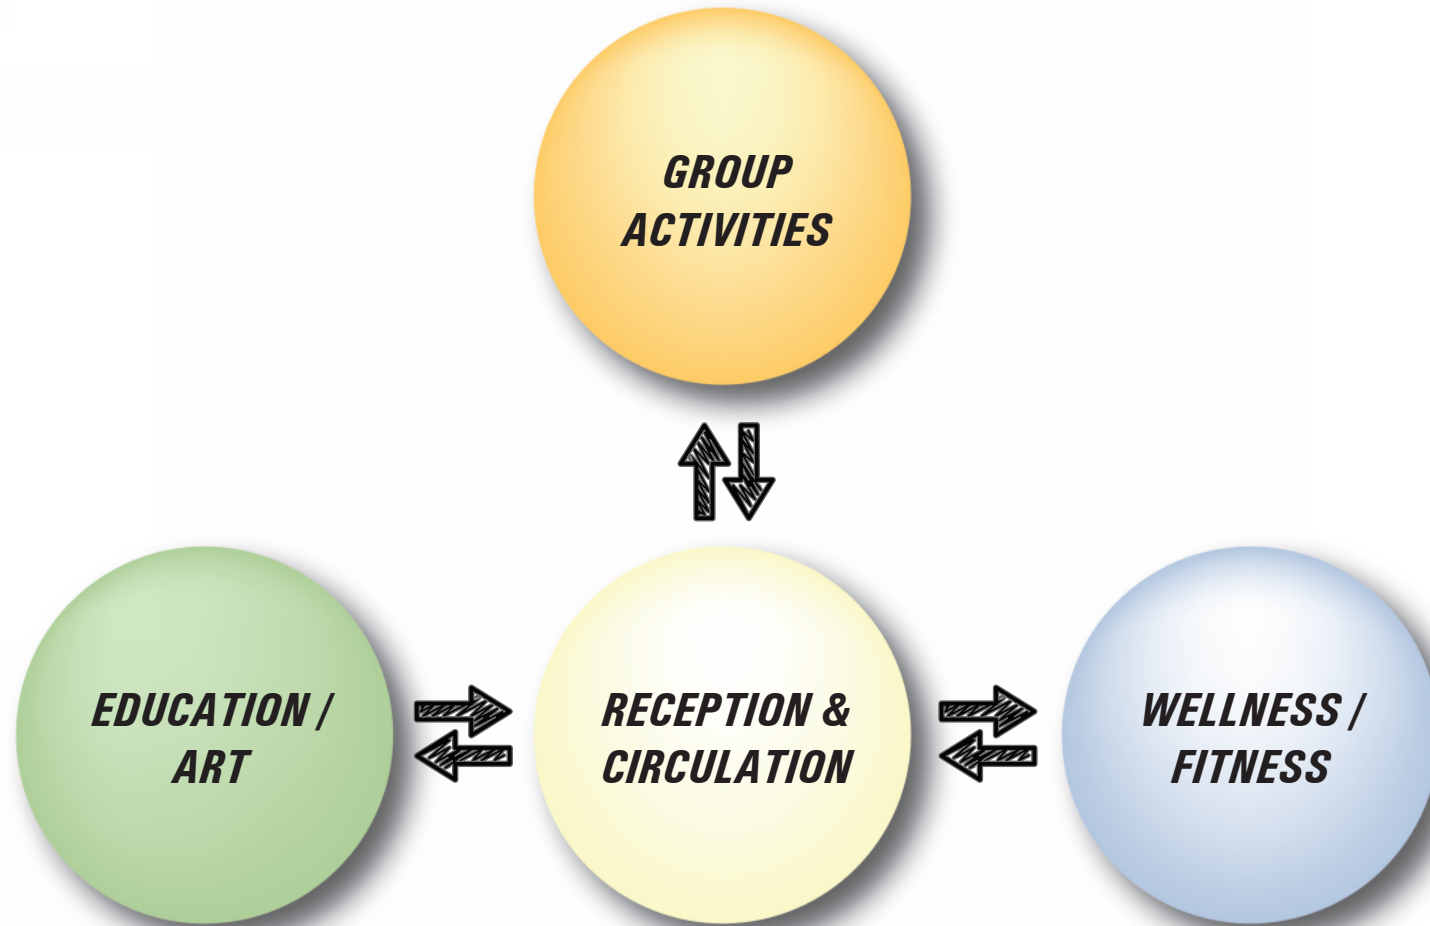 GROUP
ACTIVITIES
EDUCATION /
ART
RECEPTION &
CIRCULATION
WELLNESS /
FITNESS